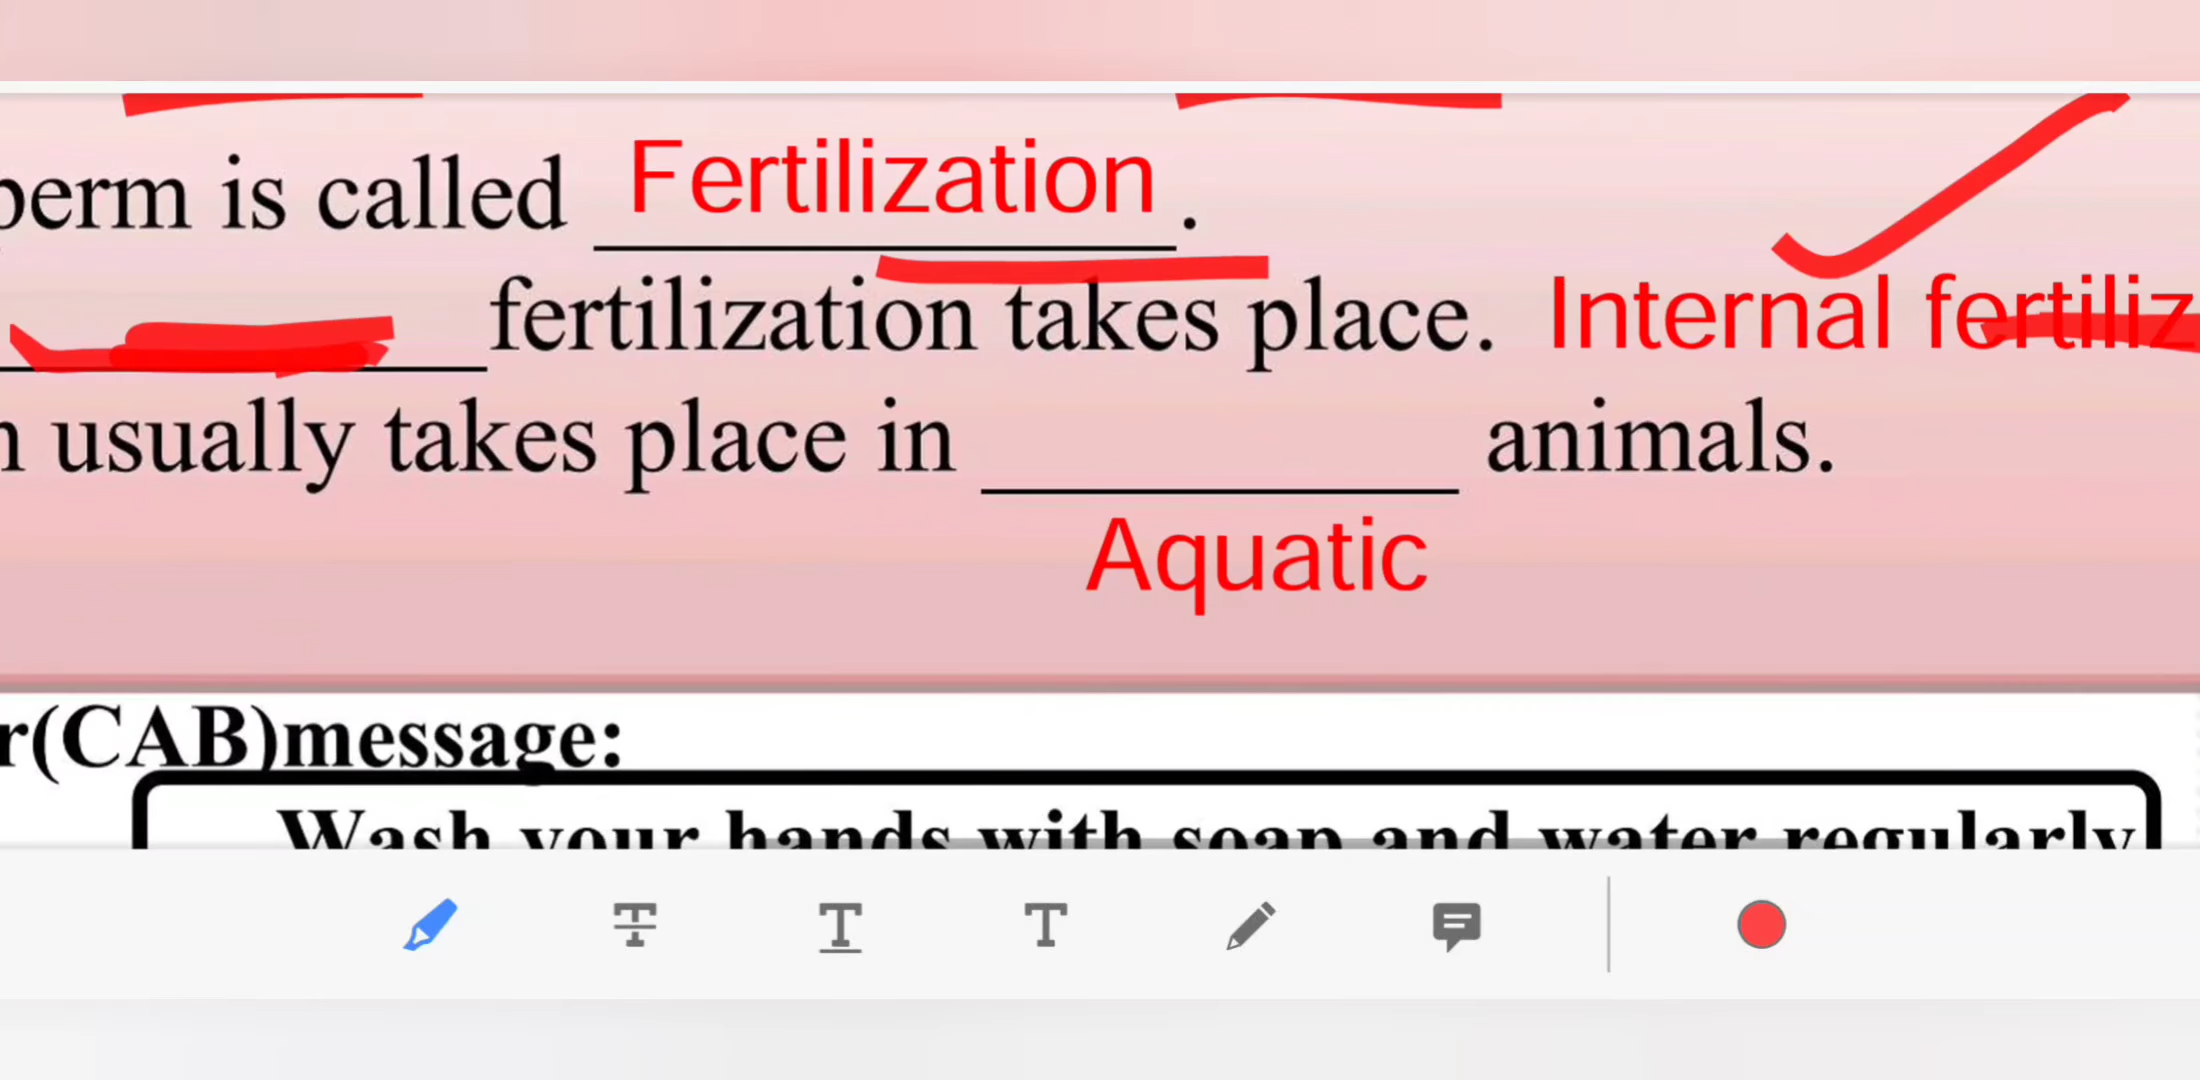 perm is called Fertilization.
fertilization takes place. Internal fertiliz
usually takes place in ________ animals.
Aquatic
r(CAB)message:
Wash your hands with soap and water regularly